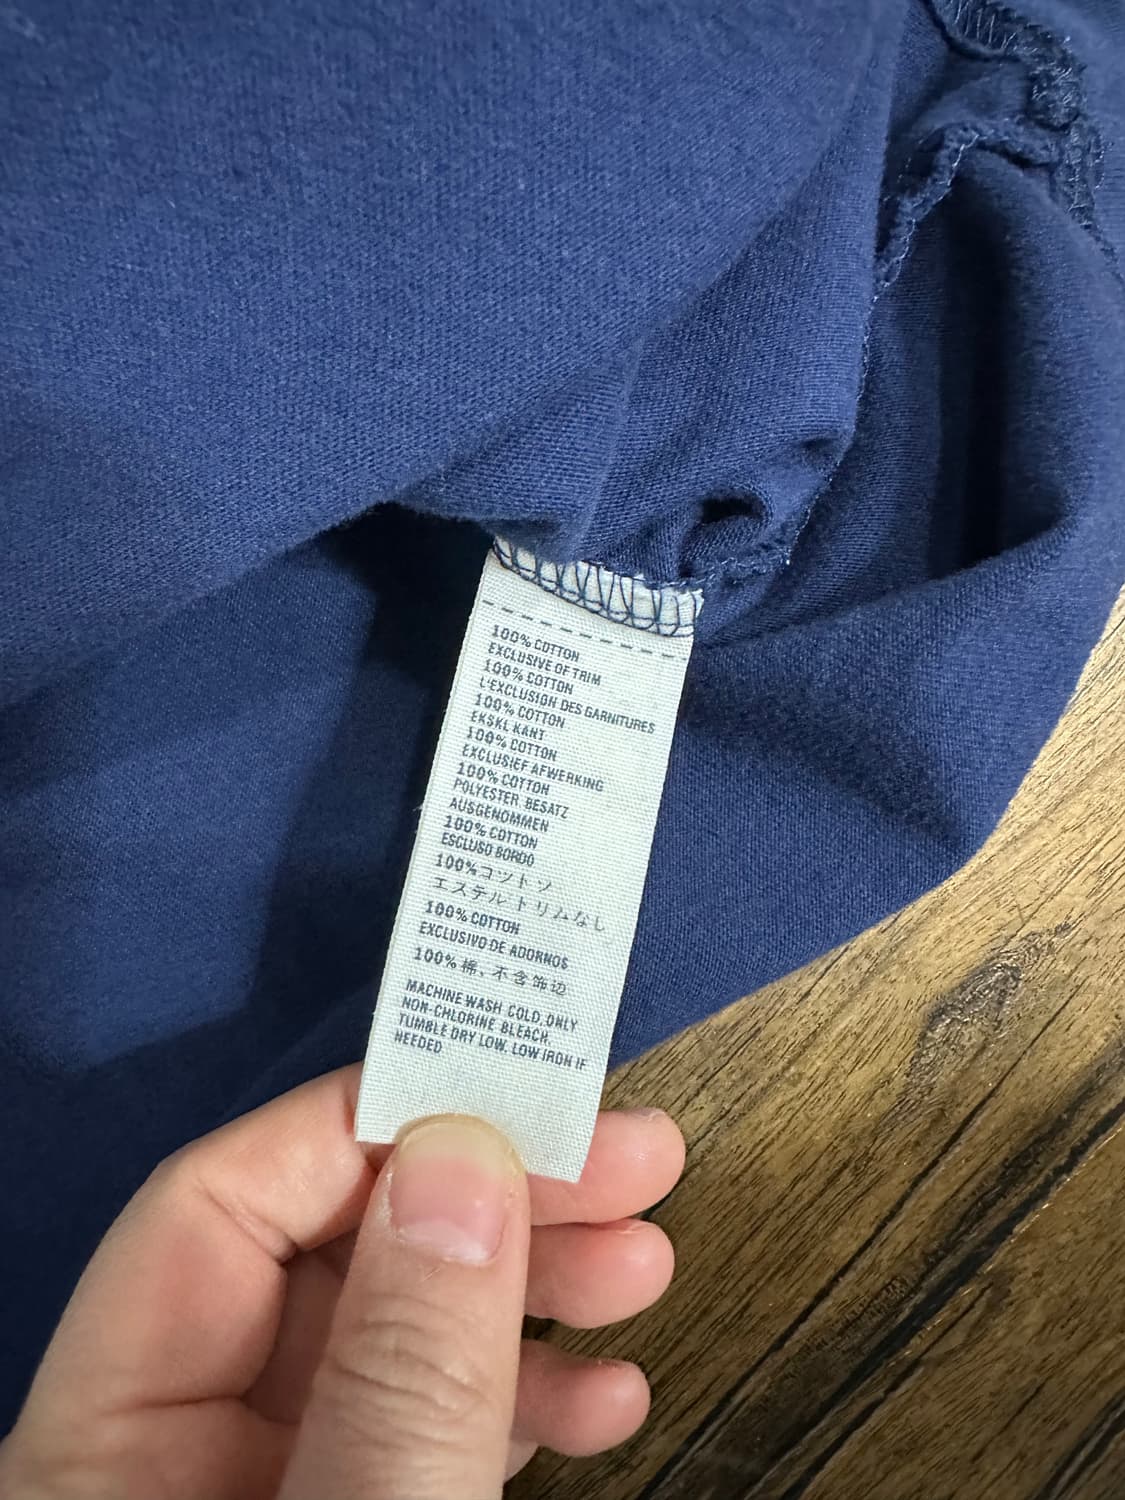 100% COTTON
EXCLUSIVE OF TRIM
100% COTTON
L'EXCLUSION DES GARNITURES
100% COTTON
EKSKL KANT
100% COTTON
EXCLUSIEF AFWERKING
100% COTTON
POLYESTER BESATZ
AUSGENOMMEN
100% COTTON
ESCLUSO BORDO
100%コットソ
エステルトリムなし
100% COTTON
EXCLUSIVO DE ADORNOS
100% 棉、不含饰边
MACHINE WASH COLD, ONLY
NON-CHLORINE BLEACH,
TUMBLE DRY LOW. LOW IRON IF
NEEDED